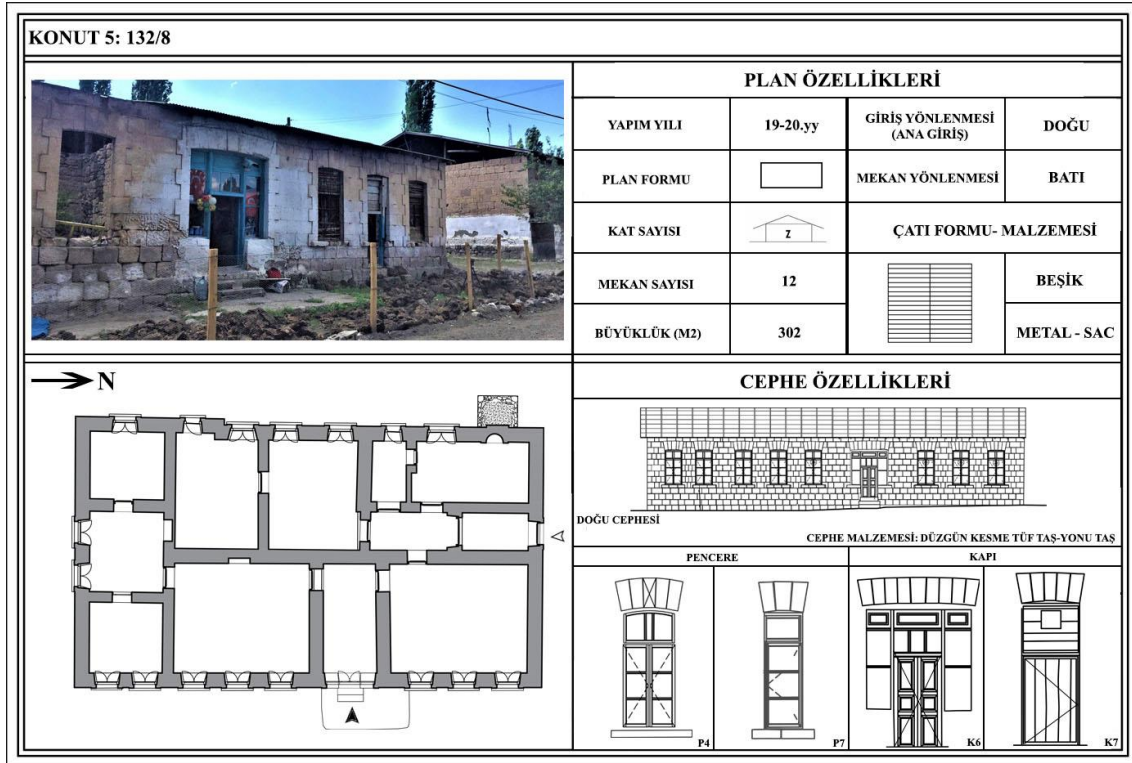 KONUT 5: 132/8
PLAN ÖZELLİKLERİ
YAPIM YILI
19-20.yy
GİRİŞ YÖNLENMESİ
(ANA GİRİŞ)
DOĞU
PLAN FORMU
MEKAN YÖNLENMESİ
BATI
KAT SAYISI
Z
ÇATI FORMU- MALZEMESİ
MEKAN SAYISI
12
BEŞİK
BÜYÜKLÜK (M2)
302
METAL - SAC
N
CEPHE ÖZELLİKLERİ
DOĞU CEPHESİ
CEPHE MALZEMESİ: DÜZGÜN KESME TÜF TAŞ-YONU TAŞ
PENCERE
KAPI
P4
P7
K6
K7